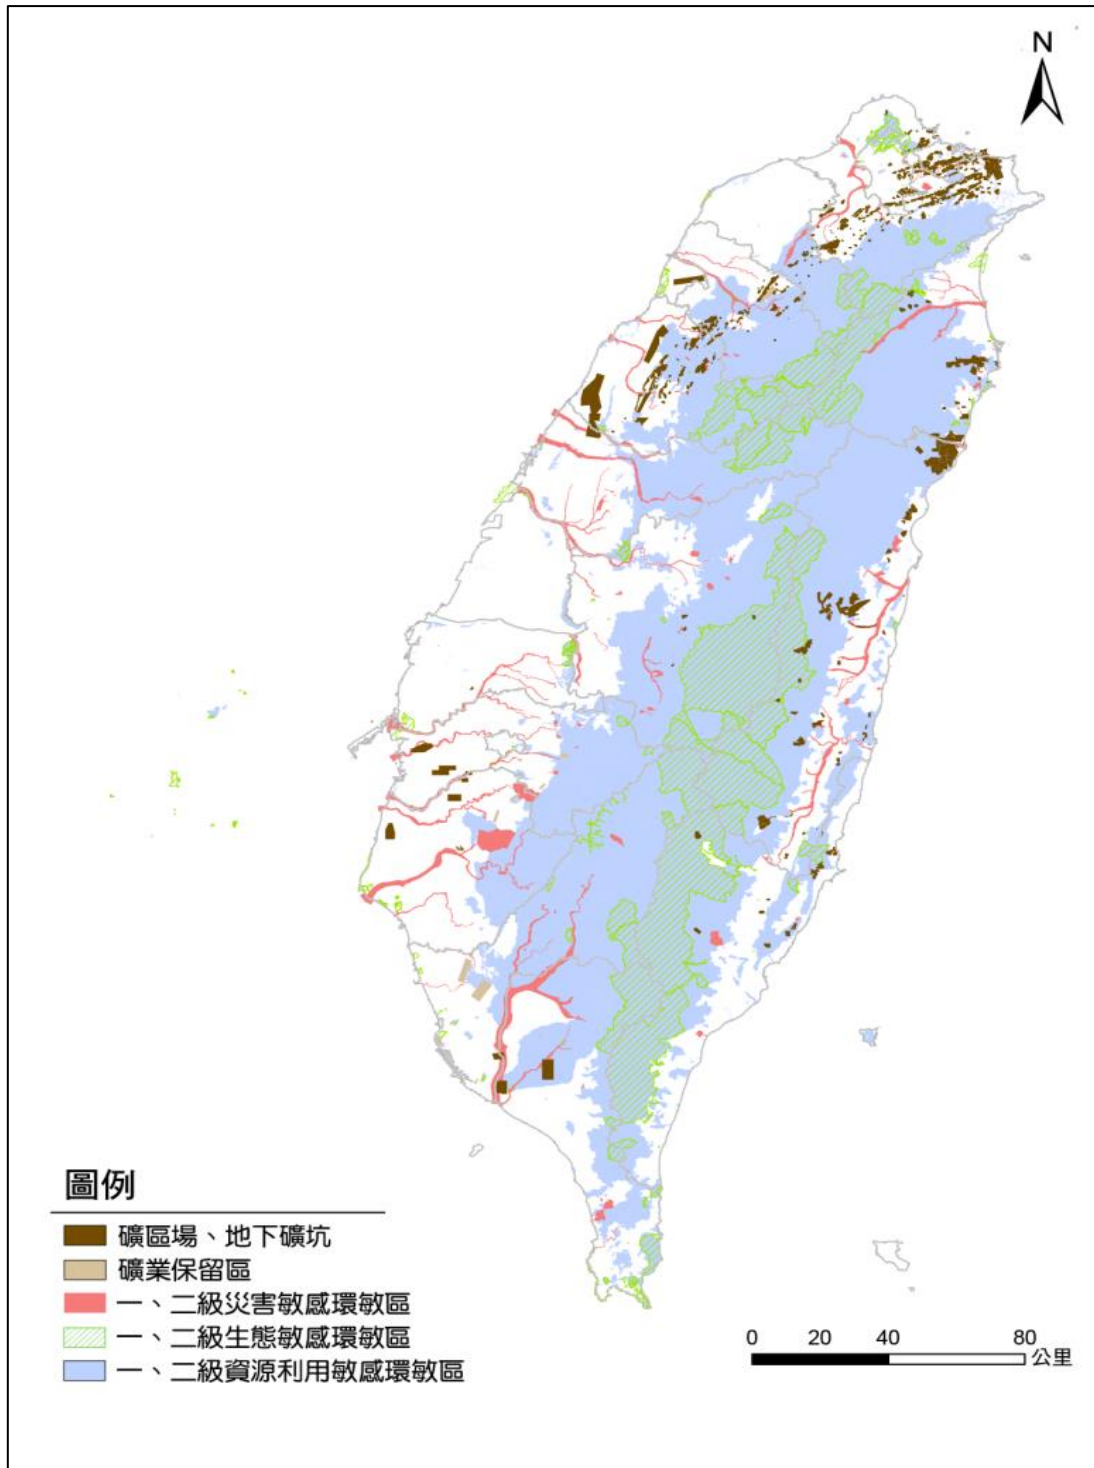 N
圖例
礦區場、地下礦坑
礦業保留區
一、二級災害敏感環敏區
一、二級生態敏感環敏區
一、二級資源利用敏感環敏區
0 20 40 80
公里